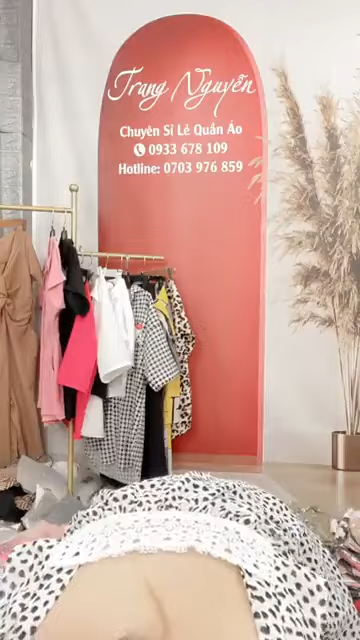 Trang Nguyễn
Chuyên Sỉ Lẻ Quần Áo
0933 678 109
Hotline: 0703 976 859